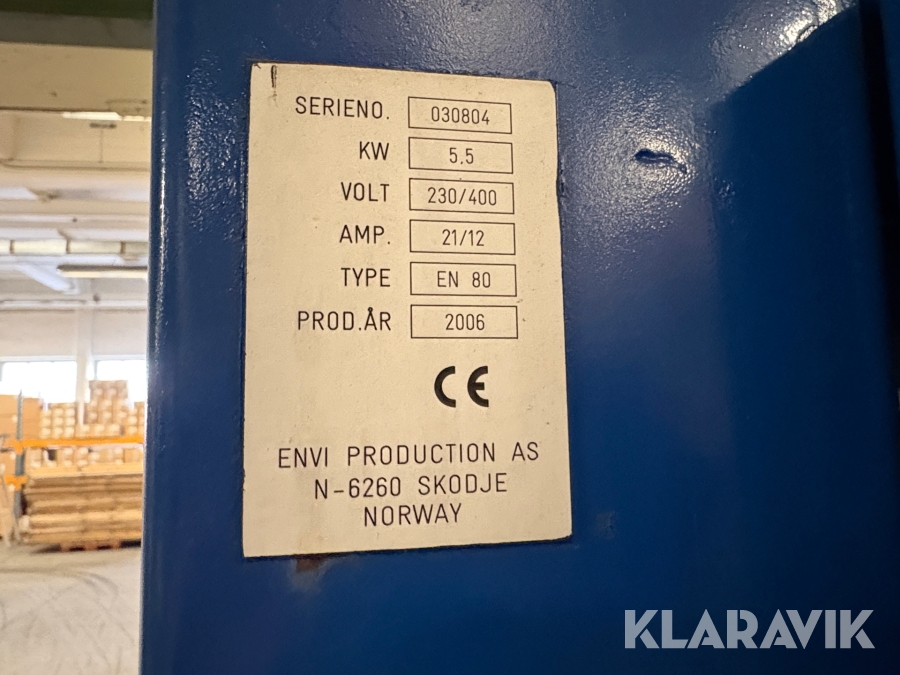 SERIENO. 030804
KW 5.5
VOLT 230/400
AMP. 21/12
TYPE EN 80
PROD.ÅR 2006
CE
ENVI PRODUCTION AS
N-6260 SKODJE
NORWAY
KLARAVIK